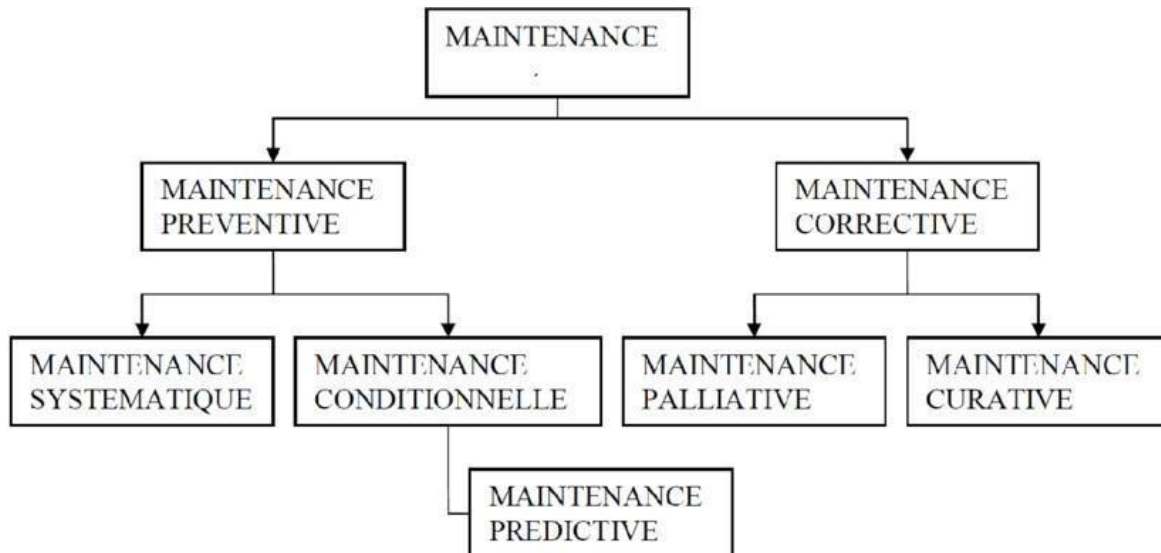 MAINTENANCE
MAINTENANCE
PREVENTIVE
MAINTENANCE
CORRECTIVE
MAINTENANCE
SYSTEMATIQUE
MAINTENANCE
CONDITIONNELLE
MAINTENANCE
PALLIATIVE
MAINTENANCE
CURATIVE
MAINTENANCE
PREDICTIVE